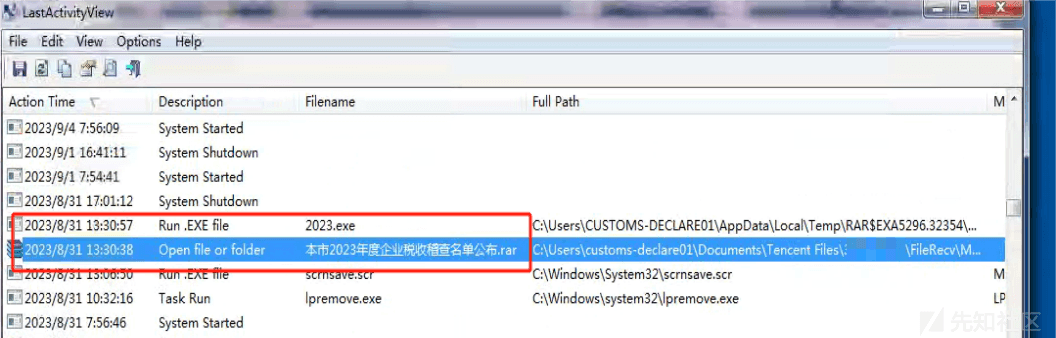 LastActivityView
File Edit View Options Help
Action Time Description Filename Full Path M
2023/9/4 7:56:09 System Started
2023/9/1 16:41:11 System Shutdown
2023/9/1 7:54:41 System Started
2023/8/31 17:01:12 System Shutdown
2023/8/31 13:30:57 Run .EXE file 2023.exe C:\Users\CUSTOMS-DECLARE01\AppData\Local\Temp\RAR$EXA5296.32354\...
2023/8/31 13:30:38 Open file or folder 本市2023年度企业税收稽查名单公布.rar C:\Users\customs-declare01\Documents\Tencent Files\ \FileRecv\M...
2023/8/31 13:06:50 Run .EXE file scrnsave.scr C:\Windows\System32\scrnsave.scr M
2023/8/31 10:32:16 Task Run lpremove.exe C:\Windows\system32\lpremove.exe LP
2023/8/31 7:56:46 System Started
先知社区